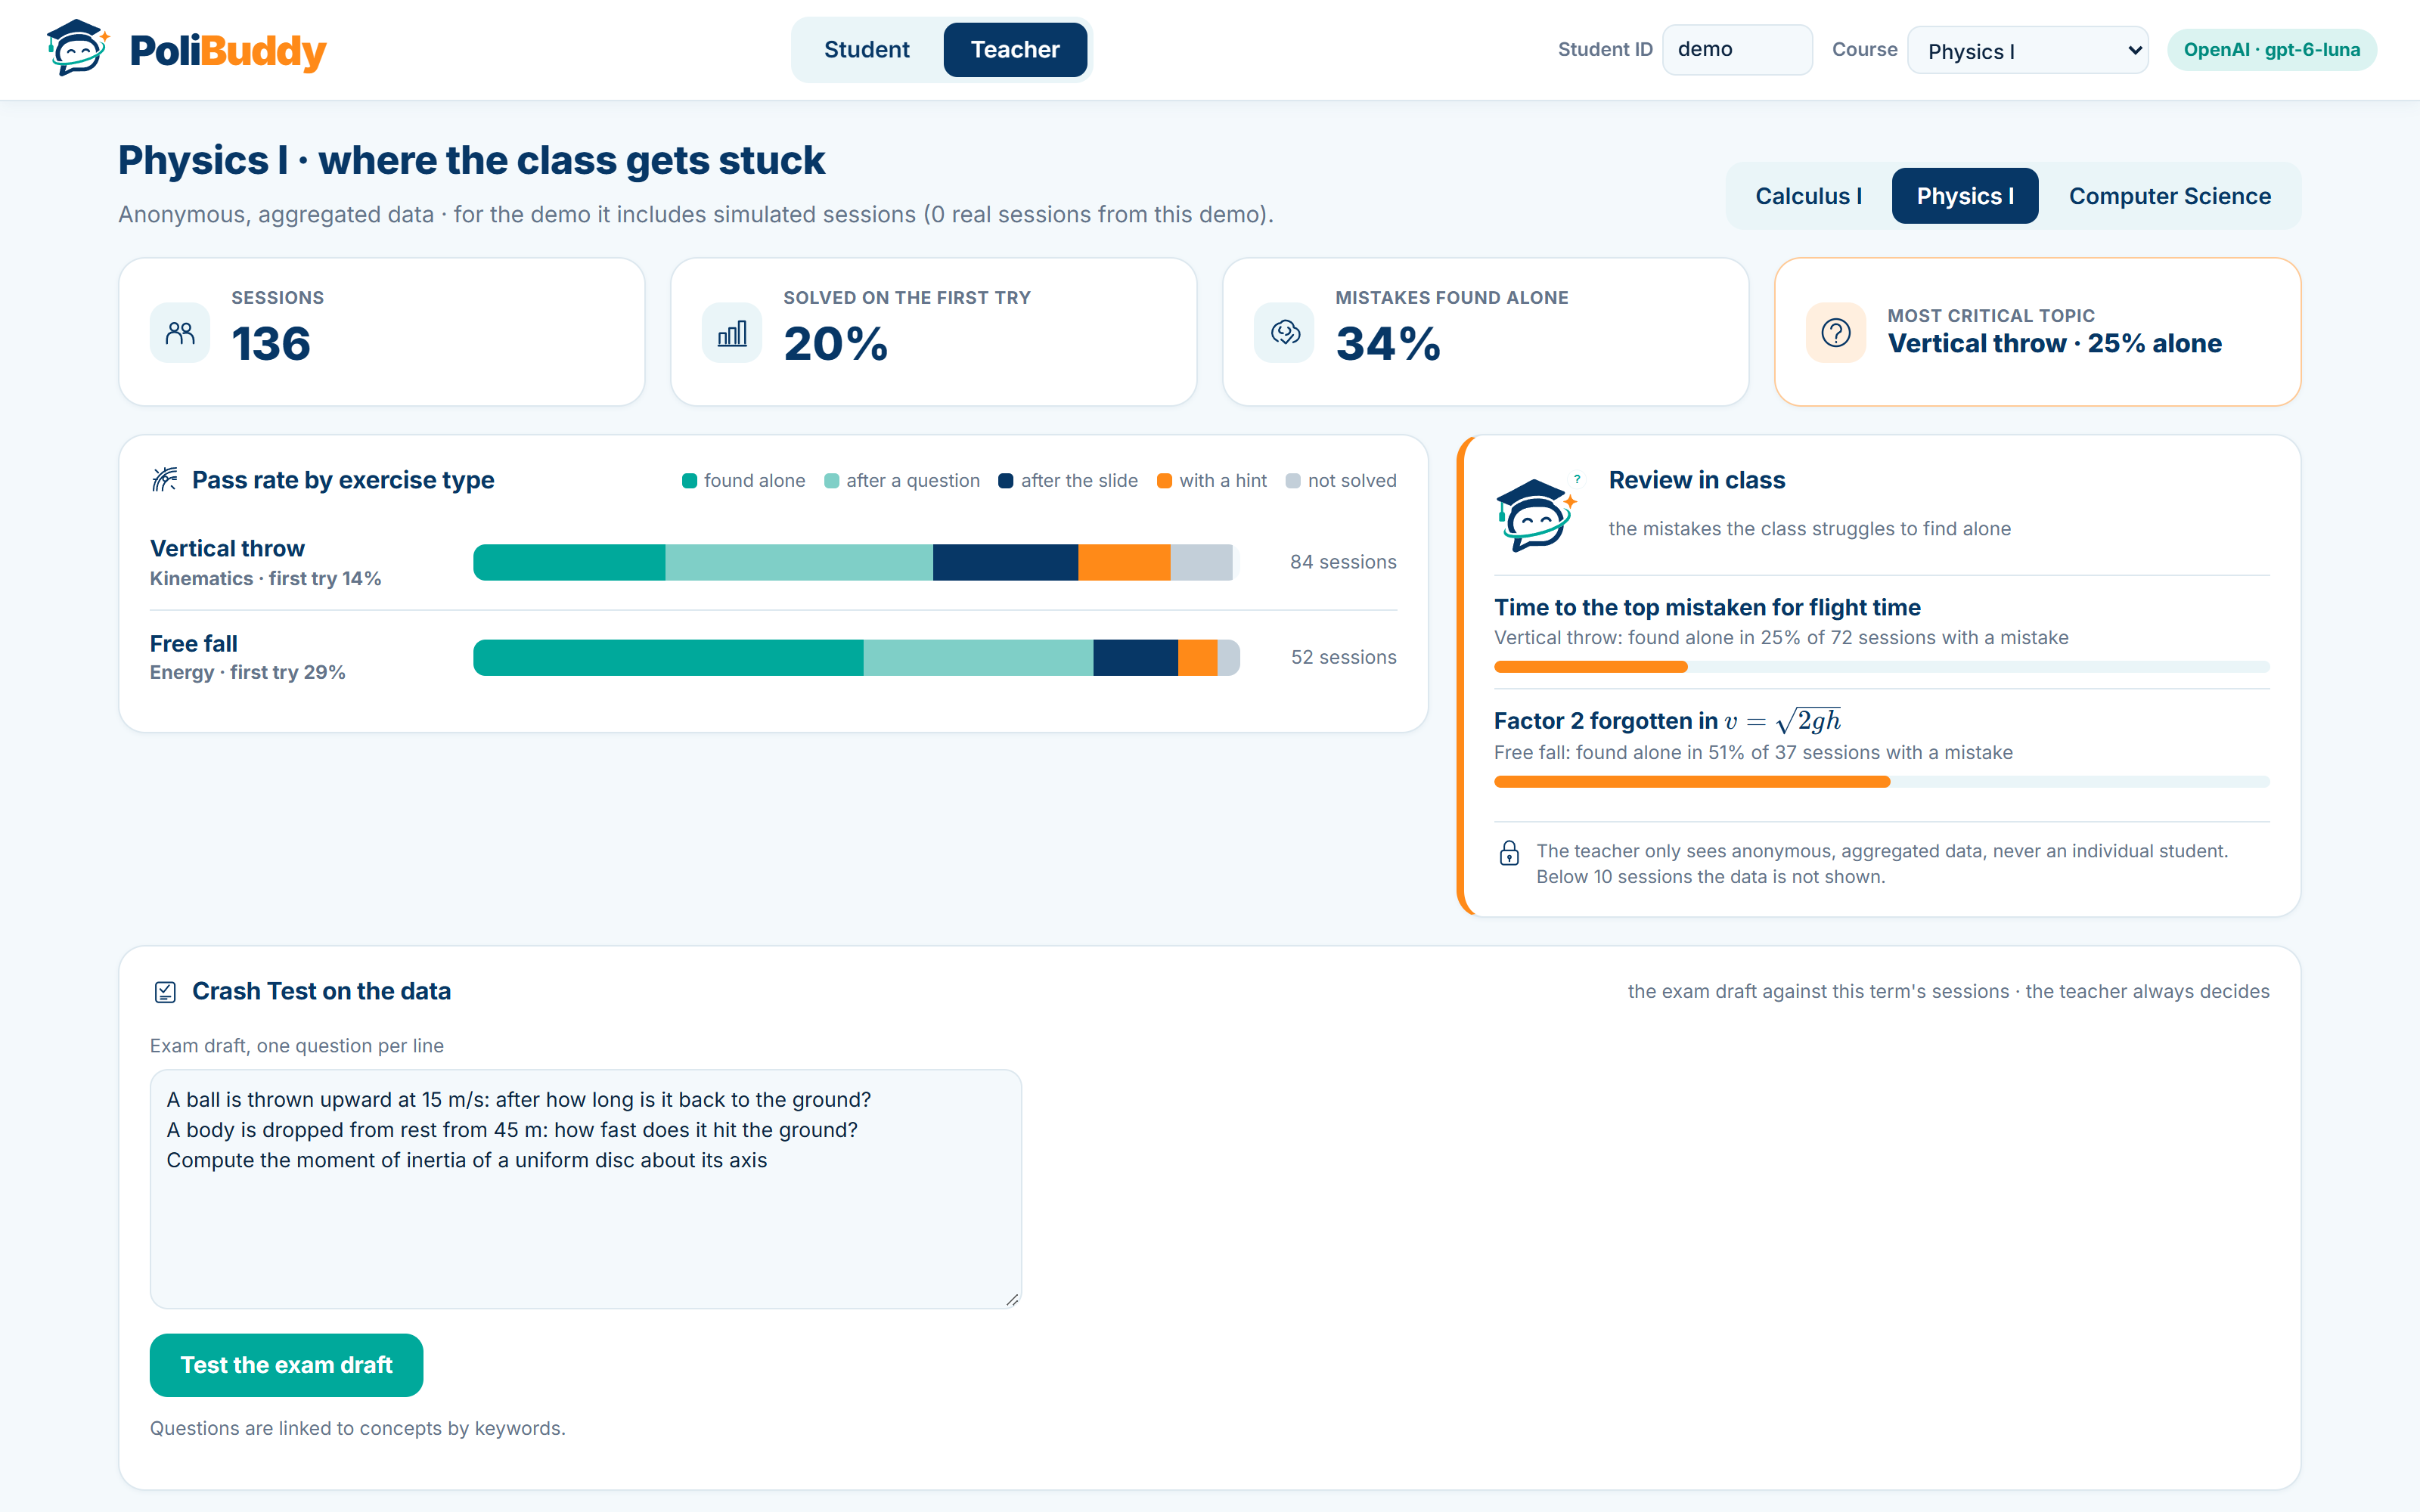 PoliBuddy
Student
Teacher
Student ID
demo
Course
Physics I
OpenAI · gpt-6-luna
Physics I · where the class gets stuck
Anonymous, aggregated data · for the demo it includes simulated sessions (0 real sessions from this demo).
Calculus I
Physics I
Computer Science
SESSIONS
136
SOLVED ON THE FIRST TRY
20%
MISTAKES FOUND ALONE
34%
MOST CRITICAL TOPIC
Vertical throw · 25% alone
Pass rate by exercise type
found alone
after a question
after the slide
with a hint
not solved
Vertical throw
Kinematics · first try 14%
84 sessions
Free fall
Energy · first try 29%
52 sessions
?
Review in class
the mistakes the class struggles to find alone
Time to the top mistaken for flight time
Vertical throw: found alone in 25% of 72 sessions with a mistake
Factor 2 forgotten in v = √2gh
Free fall: found alone in 51% of 37 sessions with a mistake
The teacher only sees anonymous, aggregated data, never an individual student.
Below 10 sessions the data is not shown.
Crash Test on the data
the exam draft against this term's sessions · the teacher always decides
Exam draft, one question per line
A ball is thrown upward at 15 m/s: after how long is it back to the ground?
A body is dropped from rest from 45 m: how fast does it hit the ground?
Compute the moment of inertia of a uniform disc about its axis
Test the exam draft
Questions are linked to concepts by keywords.